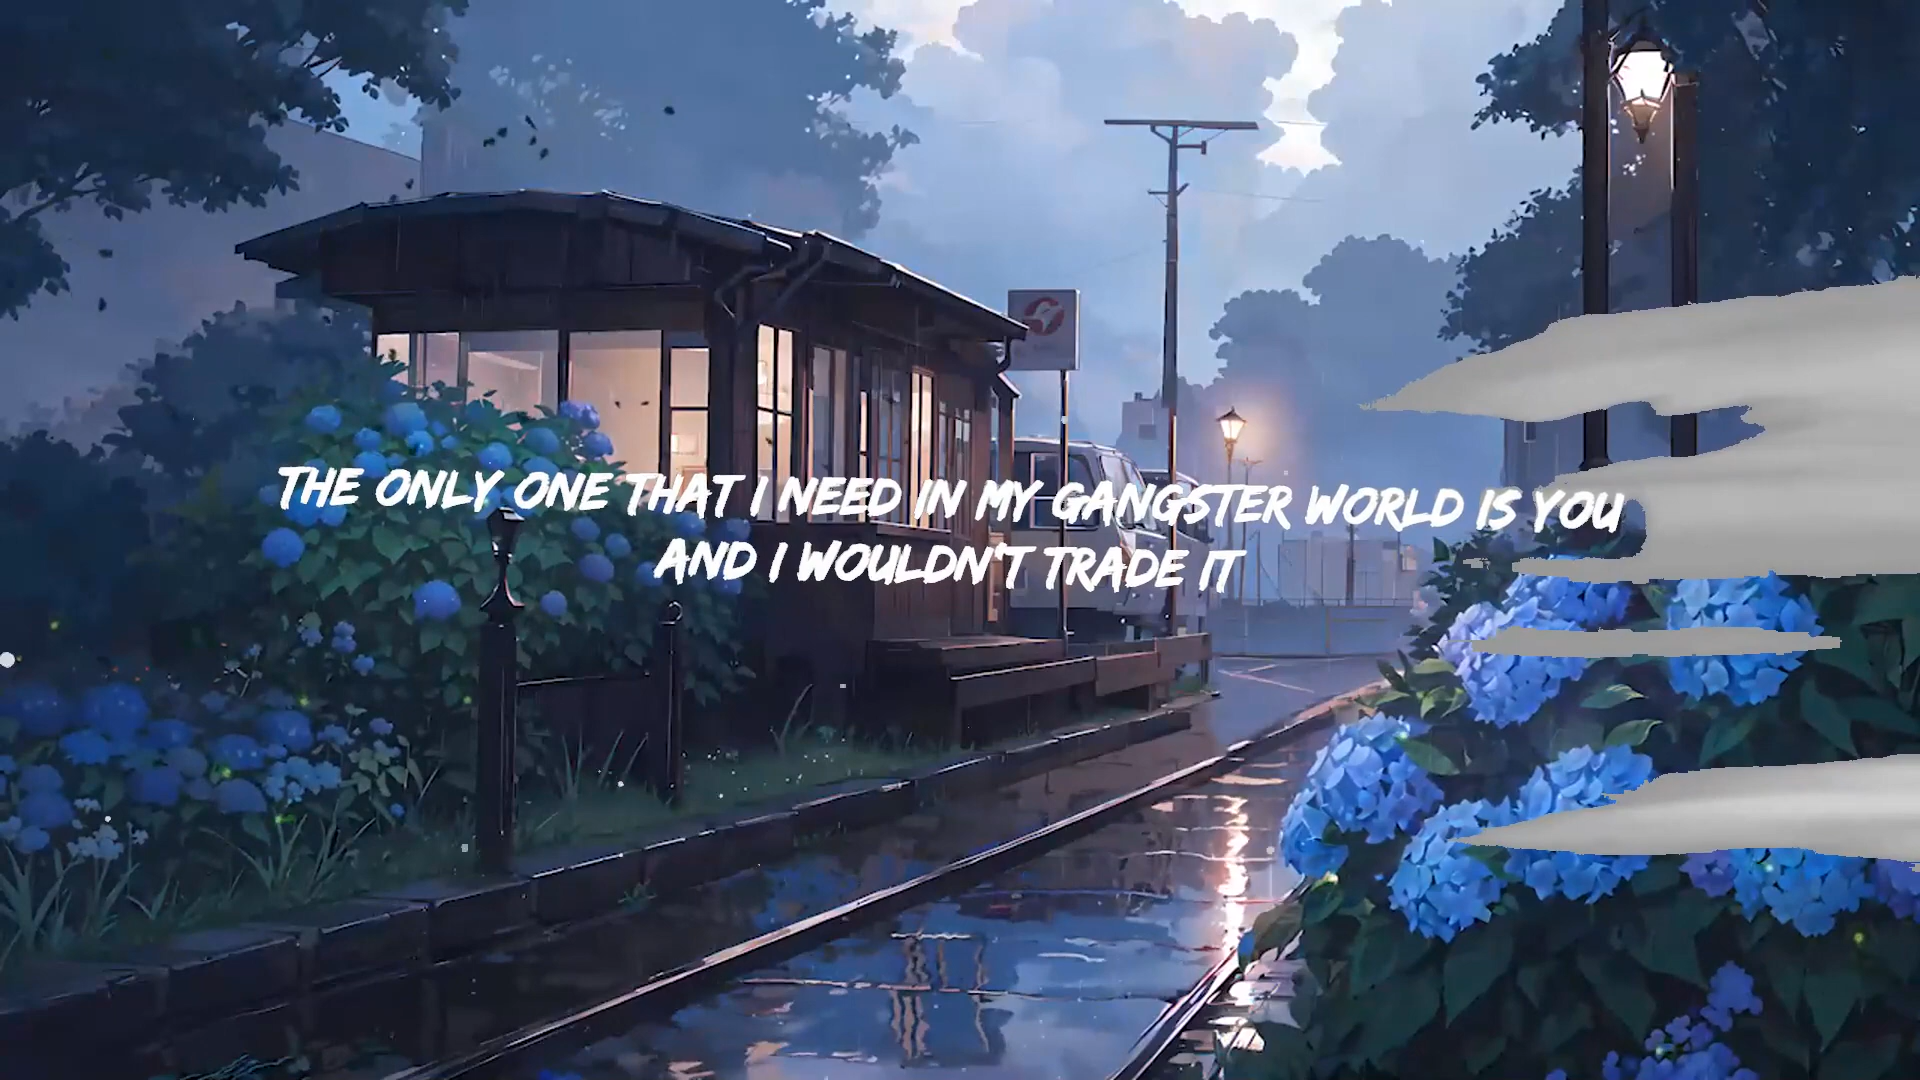 THE ONLY ONE THAT I NEED IN MY GANGSTER WORLD IS YOU
AND I WOULDN'T TRADE IT